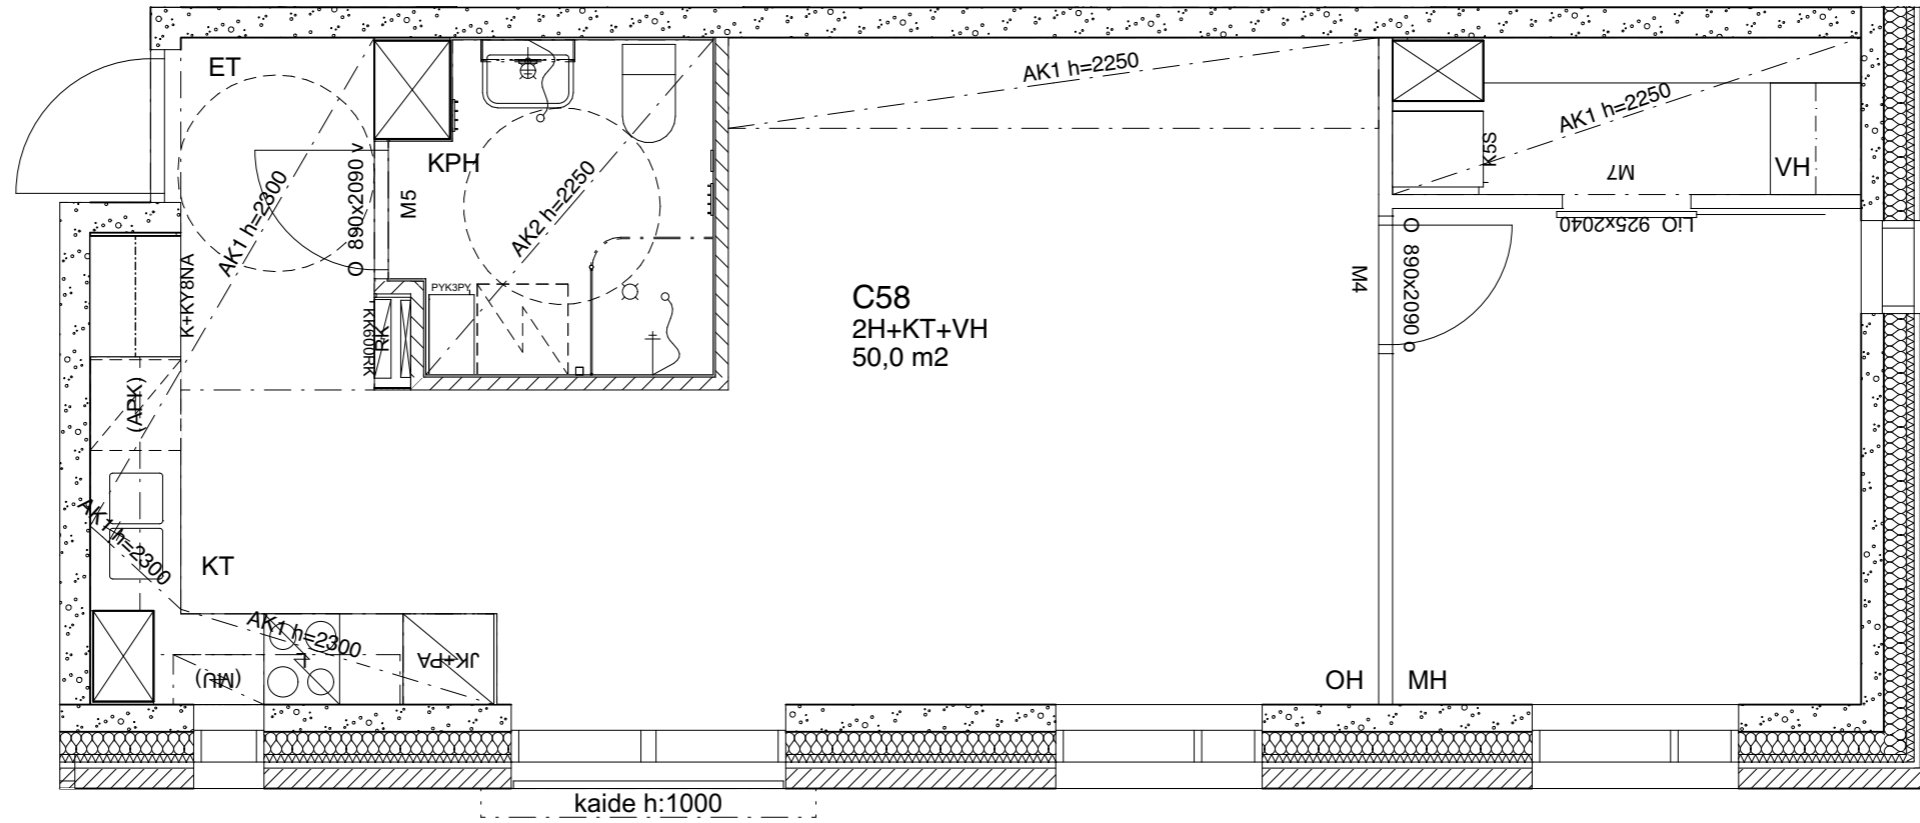 ET
AK1 h=2300
K+KY8NA
(APK)
AK1 h=2300
KT
AK1 h=2300
(MU)
L
JK+PA
O 890x2090 v
M5
KPH
AK2 h=2250
PYK3PY
KK600RK
RK
AK1 h=2250
C58
2H+KT+VH
50,0 m2
K5S
AK1 h=2250
M7
VH
LiO 925x2040
M4
O 890x2090 o
OH
MH
kaide h:1000